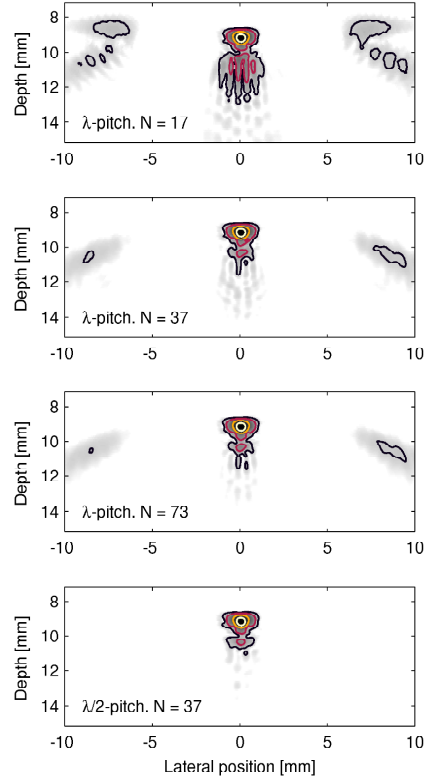 8
10
12
14
Depth [mm]
λ-pitch. N = 17
-10 -5 0 5 10
8
10
12
14
Depth [mm]
λ-pitch. N = 37
-10 -5 0 5 10
8
10
12
14
Depth [mm]
λ-pitch. N = 73
-10 -5 0 5 10
8
10
12
14
Depth [mm]
λ/2-pitch. N = 37
-10 -5 0 5 10
Lateral position [mm]